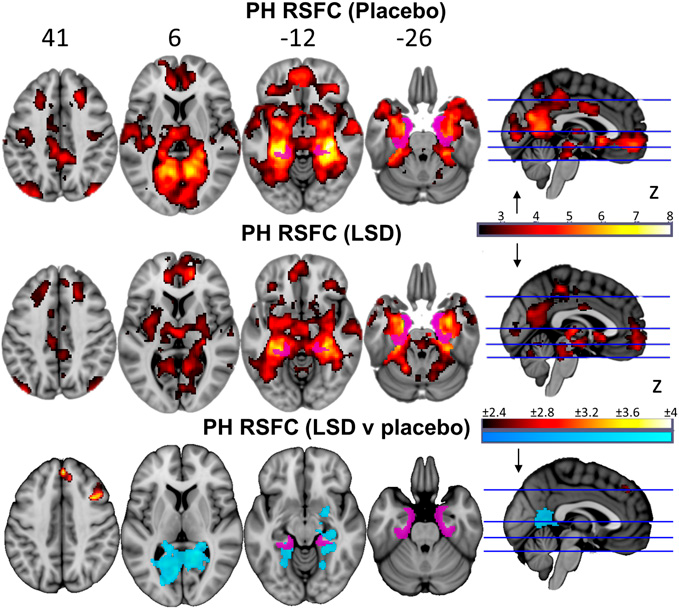 PH RSFC (Placebo)
41 6 -12 -26
Z
3 4 5 6 7 8
PH RSFC (LSD)
Z
±2.4 ±2.8 ±3.2 ±3.6 ±4
PH RSFC (LSD v placebo)